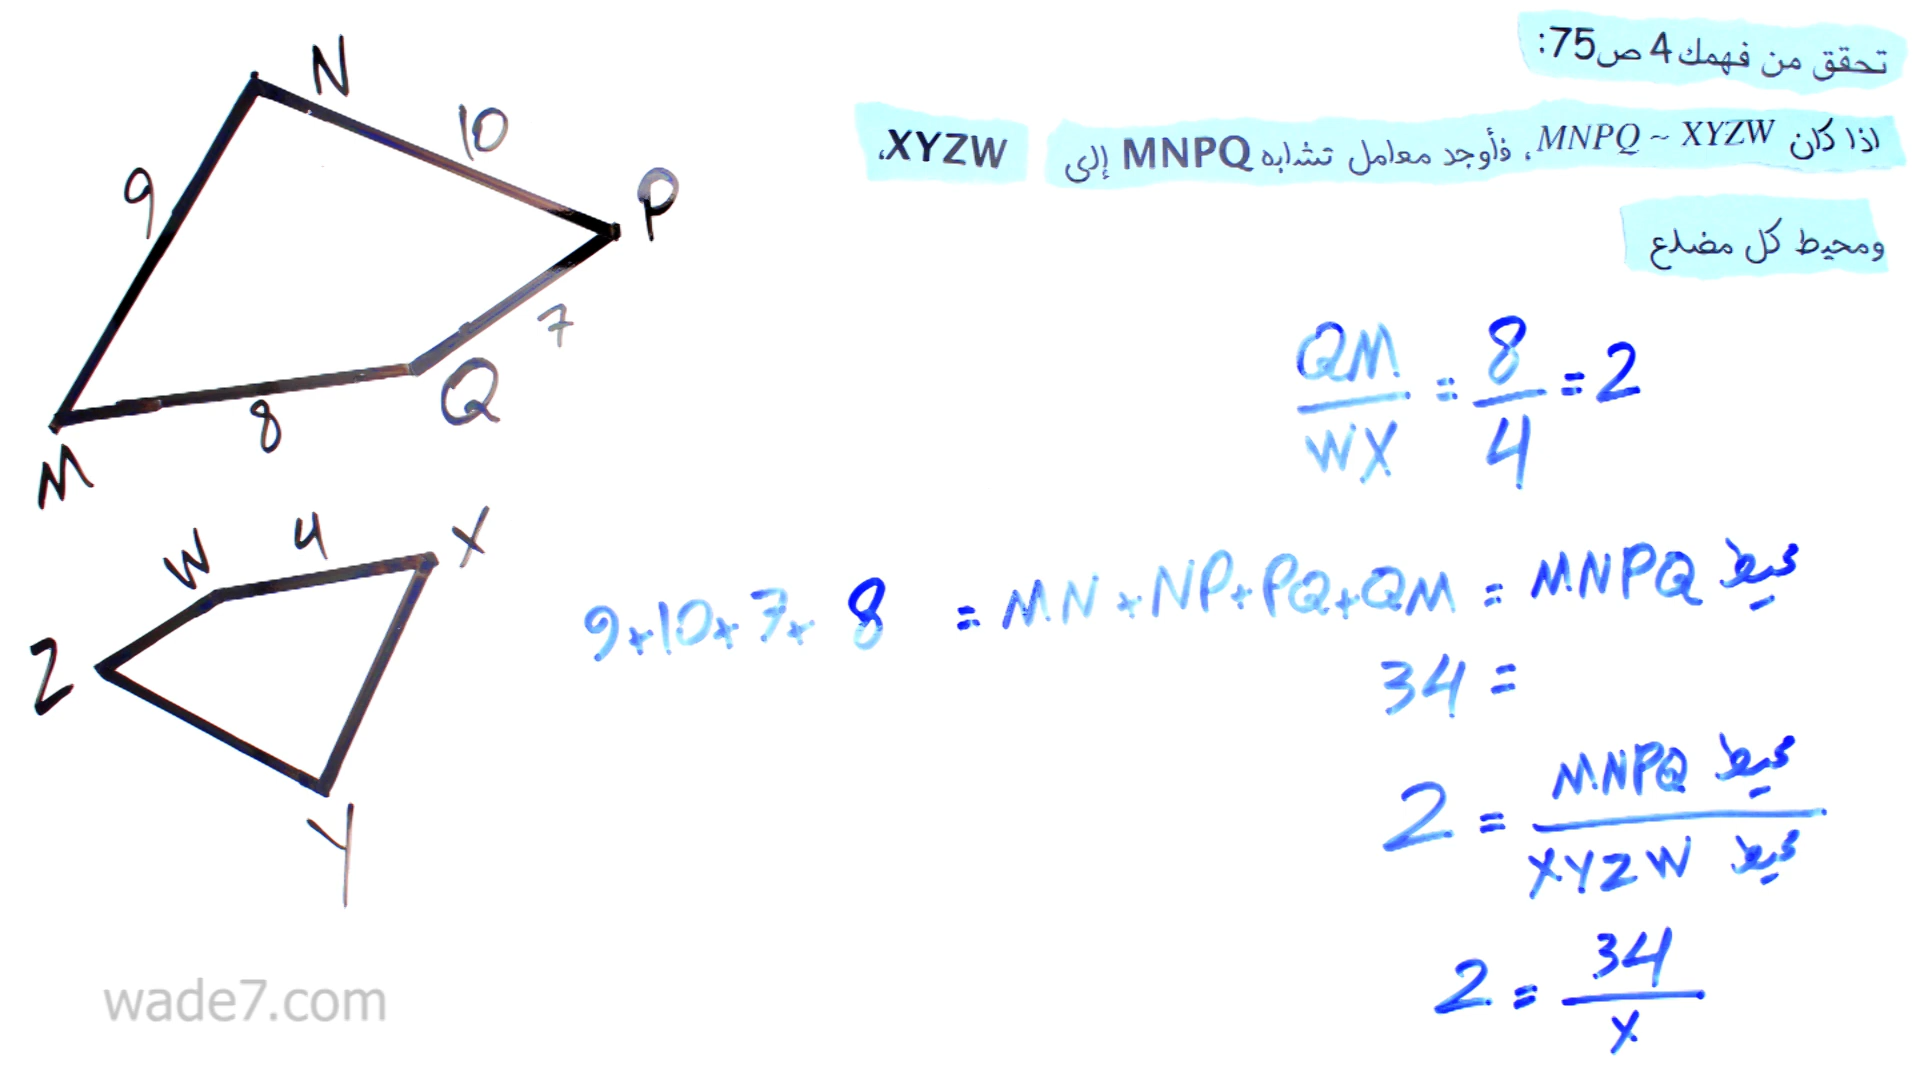 تحقق من فهمك 4 ص75:
اذا كان MNPQ ~ XYZW، فأوجد معامل تشابه MNPQ إلى XYZW،
ومحيط كل مضلع
N
10
P
9
7
Q
8
M
W
4
X
Z
Y
QM/WX = 8/4 = 2
9+10+7+8 = MN+NP+PQ+QM = MNPQ محيط
34 =
2 = MNPQ محيط / XYZW محيط
2 = 34/X
wade7.com